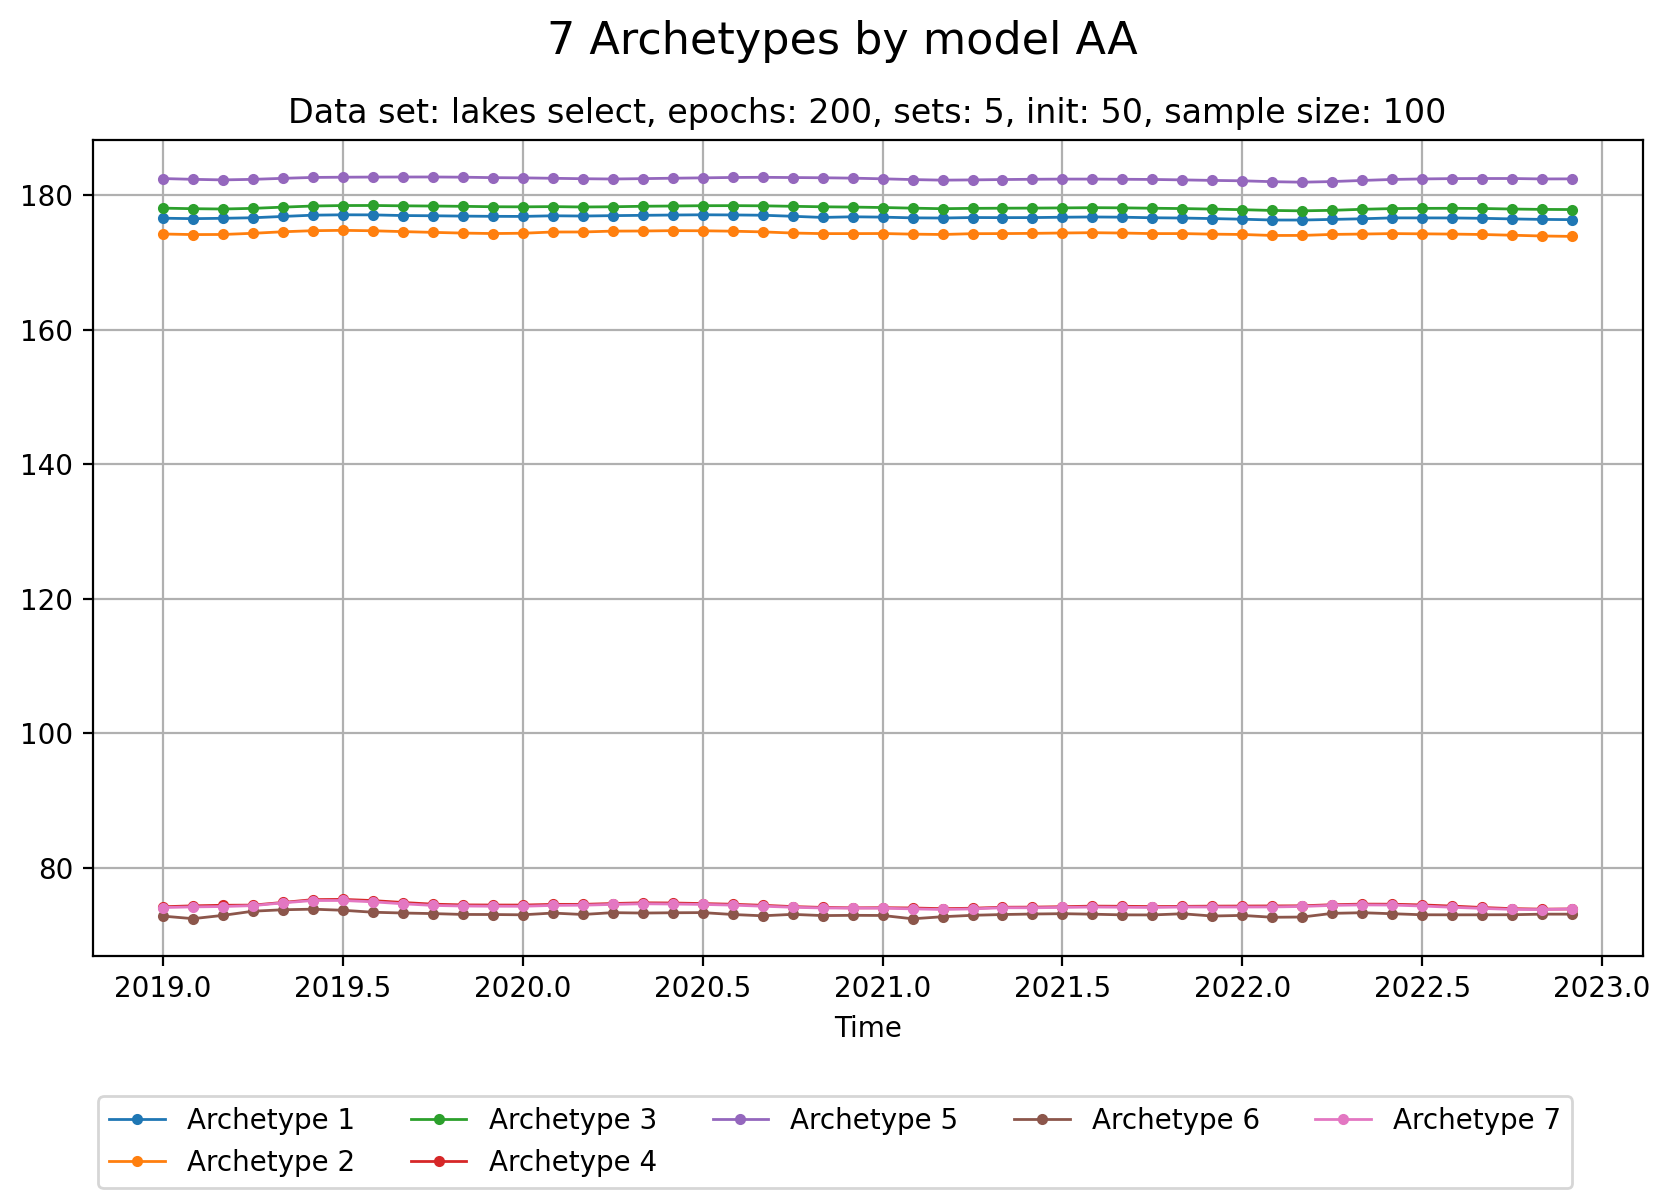 7 Archetypes by model AA
Data set: lakes select, epochs: 200, sets: 5, init: 50, sample size: 100
180
160
140
120
100
80
2019.0 2019.5 2020.0 2020.5 2021.0 2021.5 2022.0 2022.5 2023.0
Time
Archetype 1 Archetype 3 Archetype 5 Archetype 6 Archetype 7
Archetype 2 Archetype 4